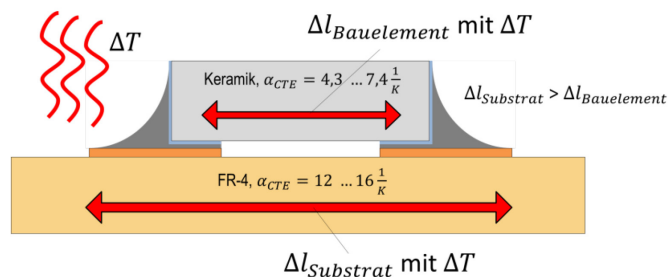 Δl_Bauelement mit ΔT
ΔT
Keramik, α_CTE = 4,3 … 7,4 1/K
Δl_Substrat > Δl_Bauelement
FR-4, α_CTE = 12 … 16 1/K
Δl_Substrat mit ΔT